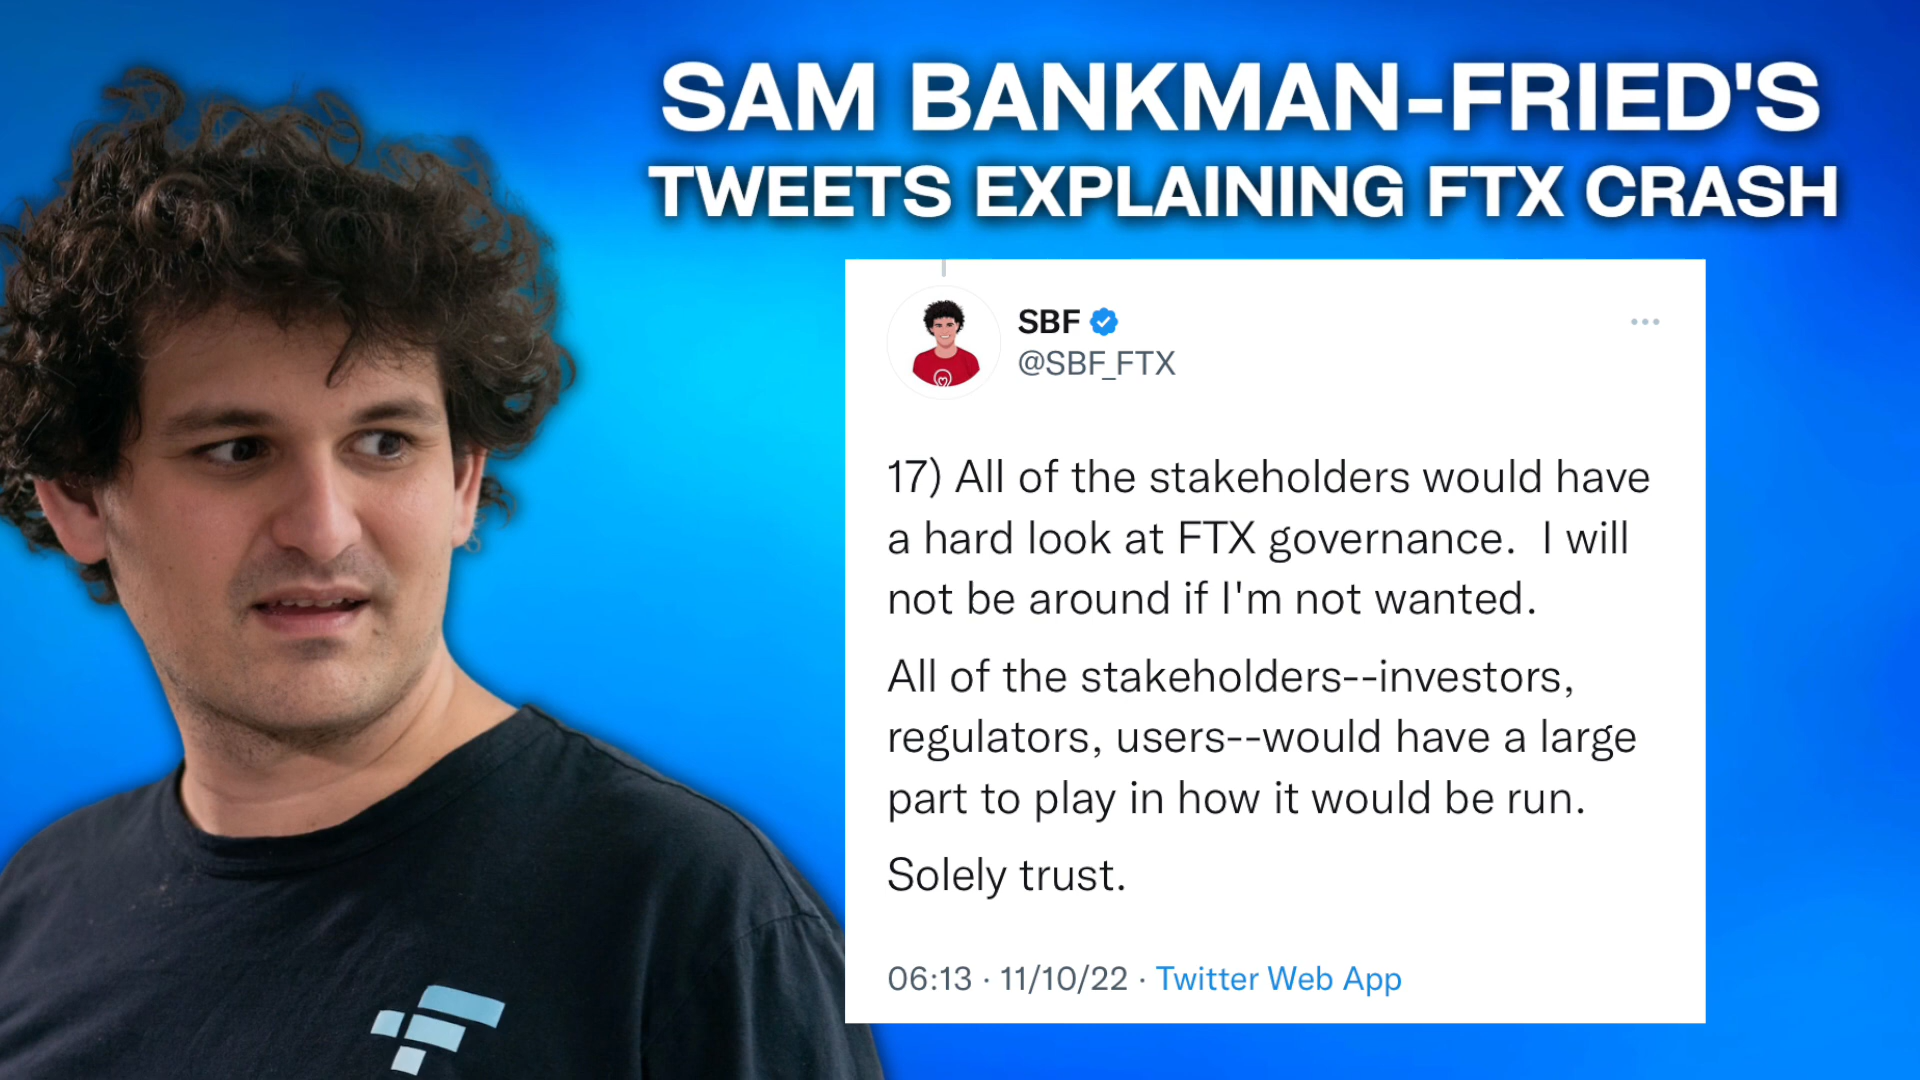 SAM BANKMAN-FRIED'S
TWEETS EXPLAINING FTX CRASH
SBF
@SBF_FTX
17) All of the stakeholders would have
a hard look at FTX governance.  I will
not be around if I'm not wanted.
All of the stakeholders--investors,
regulators, users--would have a large
part to play in how it would be run.
Solely trust.
06:13 · 11/10/22 · Twitter Web App